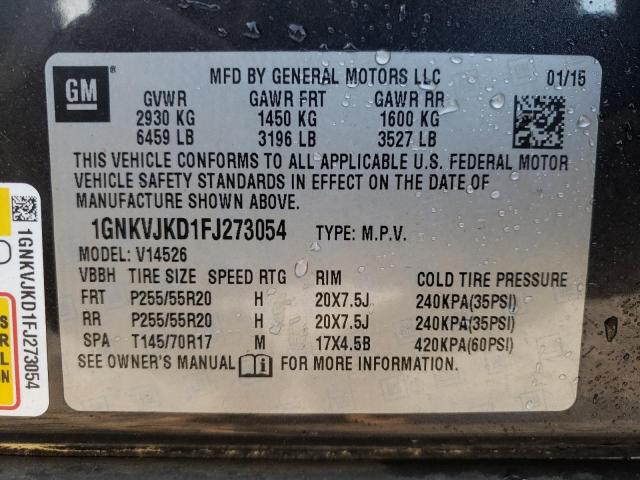 GM
MFD BY GENERAL MOTORS LLC 01/15
GVWR GAWR FRT GAWR RR
2930 KG 1450 KG 1600 KG
6459 LB 3196 LB 3527 LB
THIS VEHICLE CONFORMS TO ALL APPLICABLE U.S. FEDERAL MOTOR
VEHICLE SAFETY STANDARDS IN EFFECT ON THE DATE OF
MANUFACTURE SHOWN ABOVE.
1GNKVJKD1FJ273054 TYPE: M.P.V.
MODEL: V14526
VBBH TIRE SIZE SPEED RTG RIM COLD TIRE PRESSURE
FRT P255/55R20 H 20X7.5J 240KPA(35PSI)
RR P255/55R20 H 20X7.5J 240KPA(35PSI)
SPA T145/70R17 M 17X4.5B 420KPA(60PSI)
SEE OWNER'S MANUAL FOR MORE INFORMATION.
1GNKVJKD1FJ273054